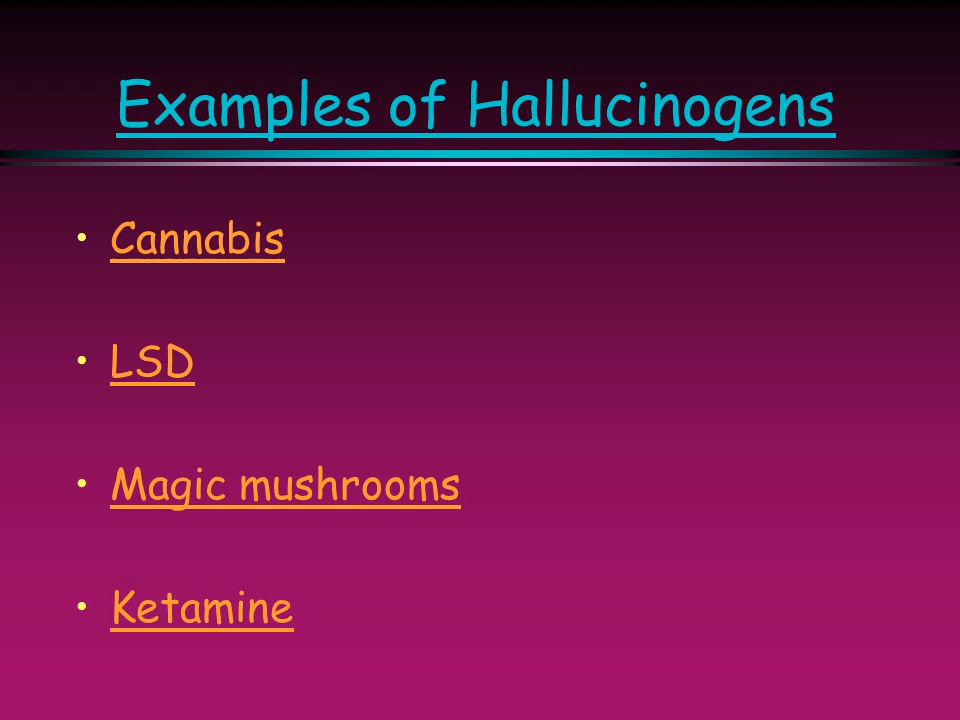 Examples of Hallucinogens
• Cannabis
• LSD
• Magic mushrooms
• Ketamine